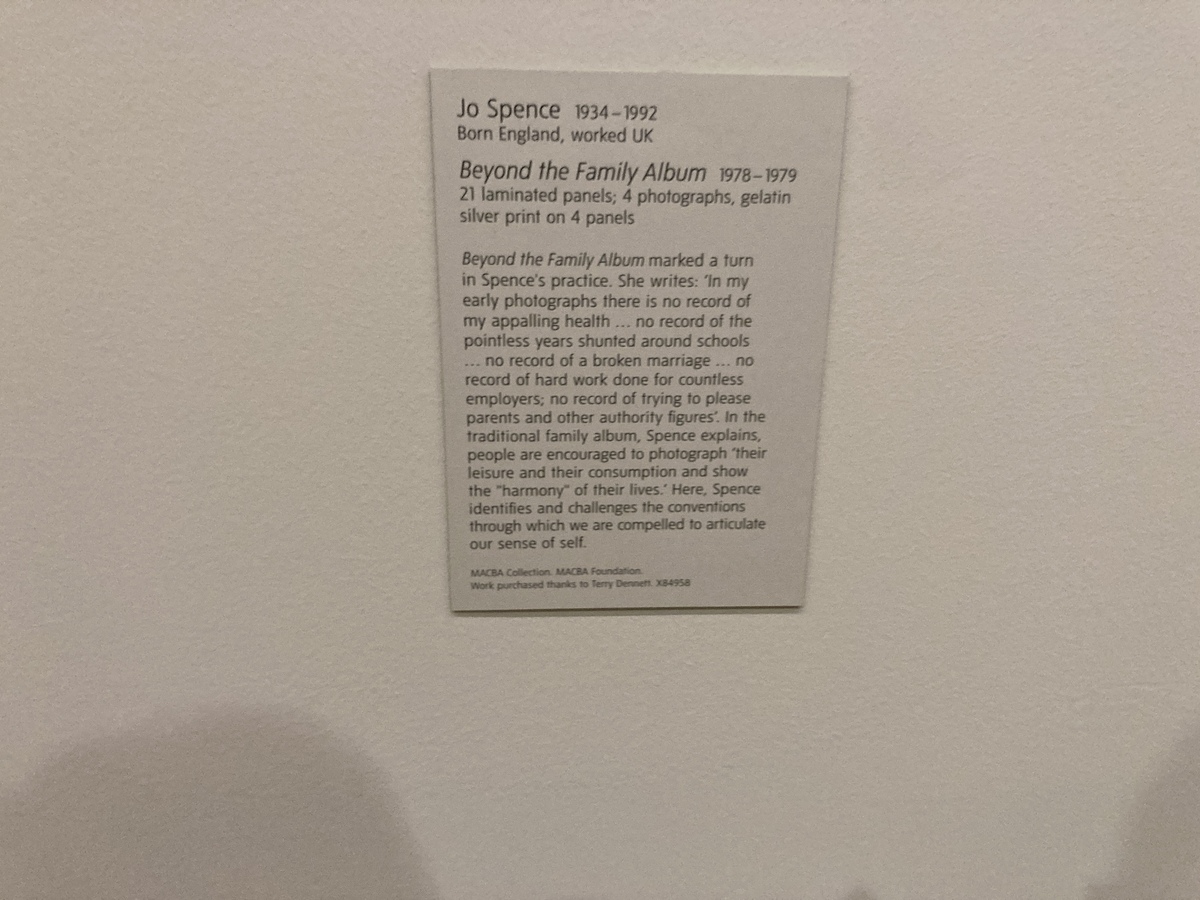 Jo Spence 1934–1992
Born England, worked UK
Beyond the Family Album 1978–1979
21 laminated panels; 4 photographs, gelatin
silver print on 4 panels
Beyond the Family Album marked a turn
in Spence's practice. She writes: 'In my
early photographs there is no record of
my appalling health ... no record of the
pointless years shunted around schools
... no record of a broken marriage ... no
record of hard work done for countless
employers; no record of trying to please
parents and other authority figures'. In the
traditional family album, Spence explains,
people are encouraged to photograph 'their
leisure and their consumption and show
the "harmony" of their lives.' Here, Spence
identifies and challenges the conventions
through which we are compelled to articulate
our sense of self.
MACBA Collection. MACBA Foundation.
Work purchased thanks to Terry Dennett. X84958